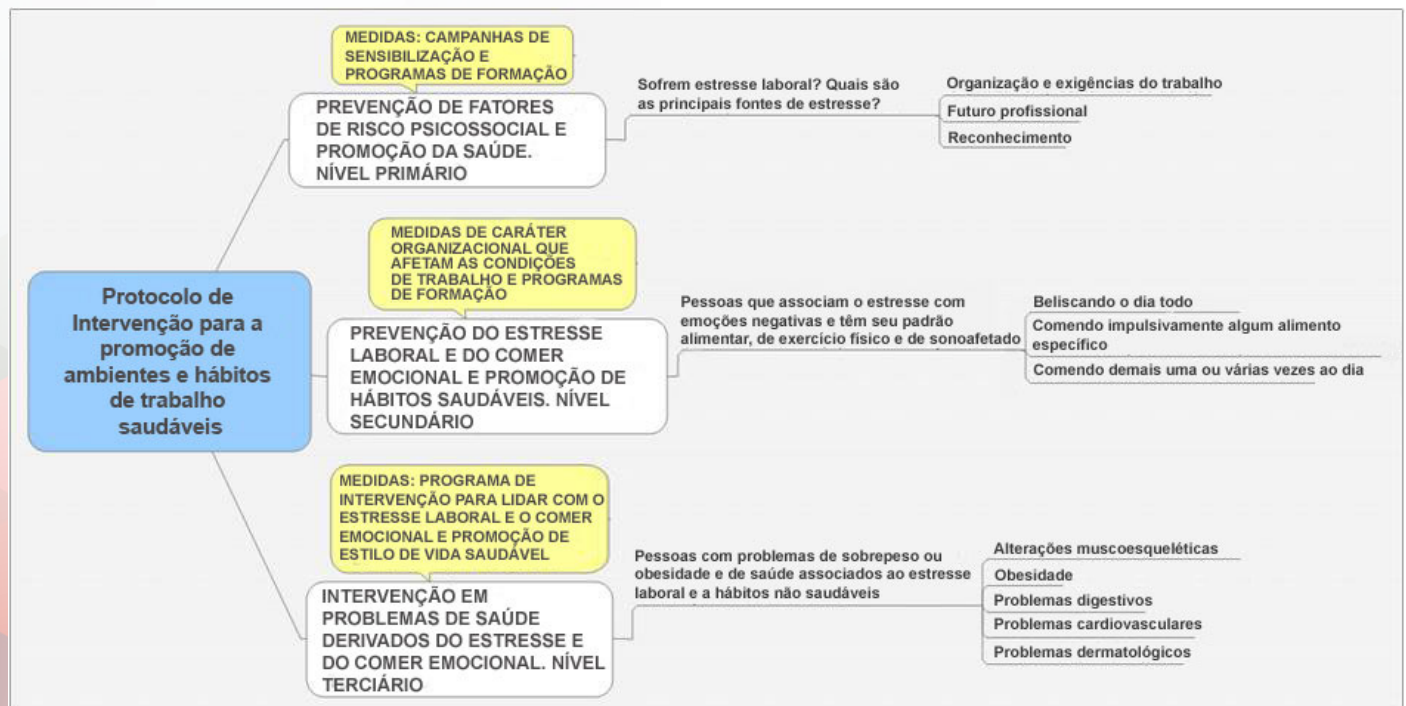 MEDIDAS: CAMPANHAS DE
SENSIBILIZAÇÃO E
PROGRAMAS DE FORMAÇÃO
PREVENÇÃO DE FATORES
DE RISCO PSICOSSOCIAL E
PROMOÇÃO DA SAÚDE.
NÍVEL PRIMÁRIO
Sofrem estresse laboral? Quais são
as principais fontes de estresse?
Organização e exigências do trabalho
Futuro profissional
Reconhecimento
Protocolo de
Intervenção para a
promoção de
ambientes e hábitos
de trabalho
saudáveis
MEDIDAS DE CARÁTER
ORGANIZACIONAL QUE
AFETAM AS CONDIÇÕES
DE TRABALHO E PROGRAMAS
DE FORMAÇÃO
PREVENÇÃO DO ESTRESSE
LABORAL E DO COMER
EMOCIONAL E PROMOÇÃO DE
HÁBITOS SAUDÁVEIS. NÍVEL
SECUNDÁRIO
Pessoas que associam o estresse com
emoções negativas e têm seu padrão
alimentar, de exercício físico e de sonoafetado
Beliscando o dia todo
Comendo impulsivamente algum alimento
específico
Comendo demais uma ou várias vezes ao dia
MEDIDAS: PROGRAMA DE
INTERVENÇÃO PARA LIDAR COM O
ESTRESSE LABORAL E O COMER
EMOCIONAL E PROMOÇÃO DE
ESTILO DE VIDA SAUDÁVEL
INTERVENÇÃO EM
PROBLEMAS DE SAÚDE
DERIVADOS DO ESTRESSE E
DO COMER EMOCIONAL. NÍVEL
TERCIÁRIO
Pessoas com problemas de sobrepeso ou
obesidade e de saúde associados ao estresse
laboral e a hábitos não saudáveis
Alterações muscoesqueléticas
Obesidade
Problemas digestivos
Problemas cardiovasculares
Problemas dermatológicos